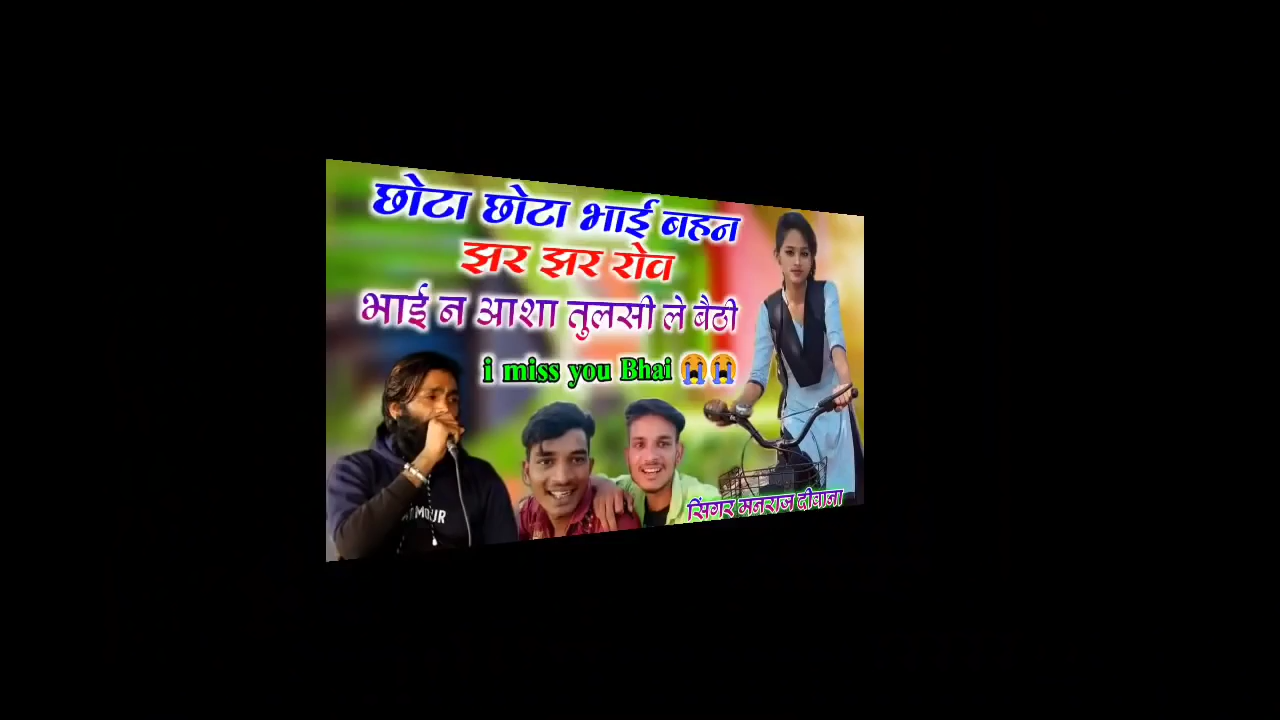 छोटा छोटा भाई बहन
झर झर रोव
भाई न आशा तुलसी ले बैठी
i miss you Bhai 😭😭
सिंगर मनराज दीवाना